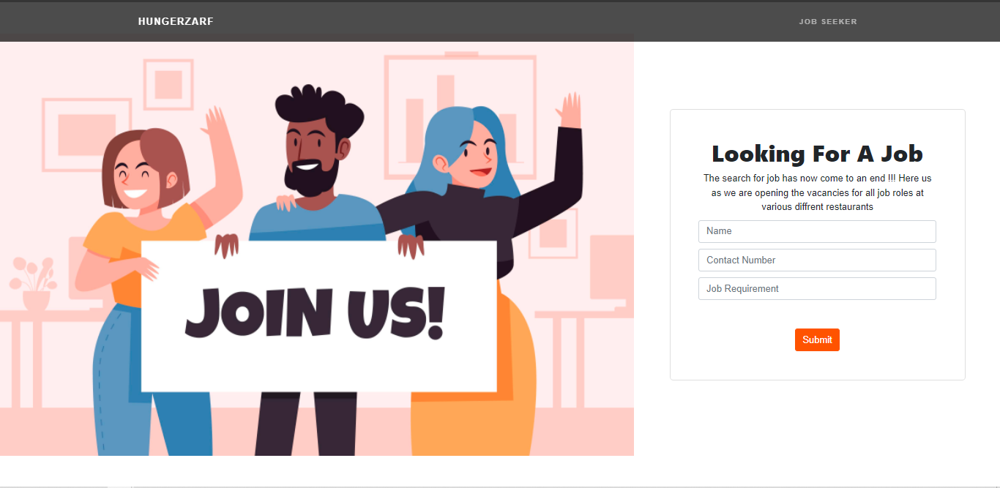 HUNGERZARF
JOB SEEKER
JOIN US!
Looking For A Job
The search for job has now come to an end !!! Here us
as we are opening the vacancies for all job roles at
various diffrent restaurants
Name
Contact Number
Job Requirement
Submit